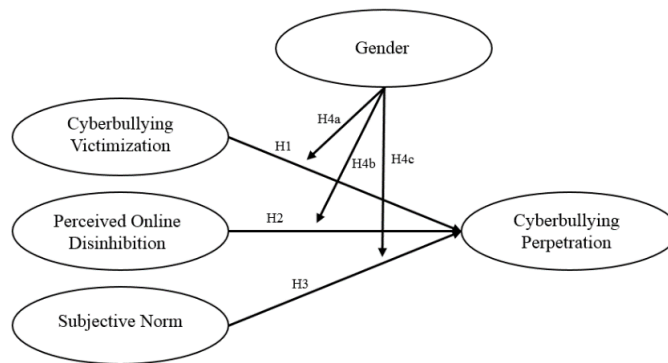 Gender
H4a
Cyberbullying
Victimization
H1
H4b
H4c
Perceived Online
Disinhibition
H2
Cyberbullying
Perpetration
H3
Subjective Norm